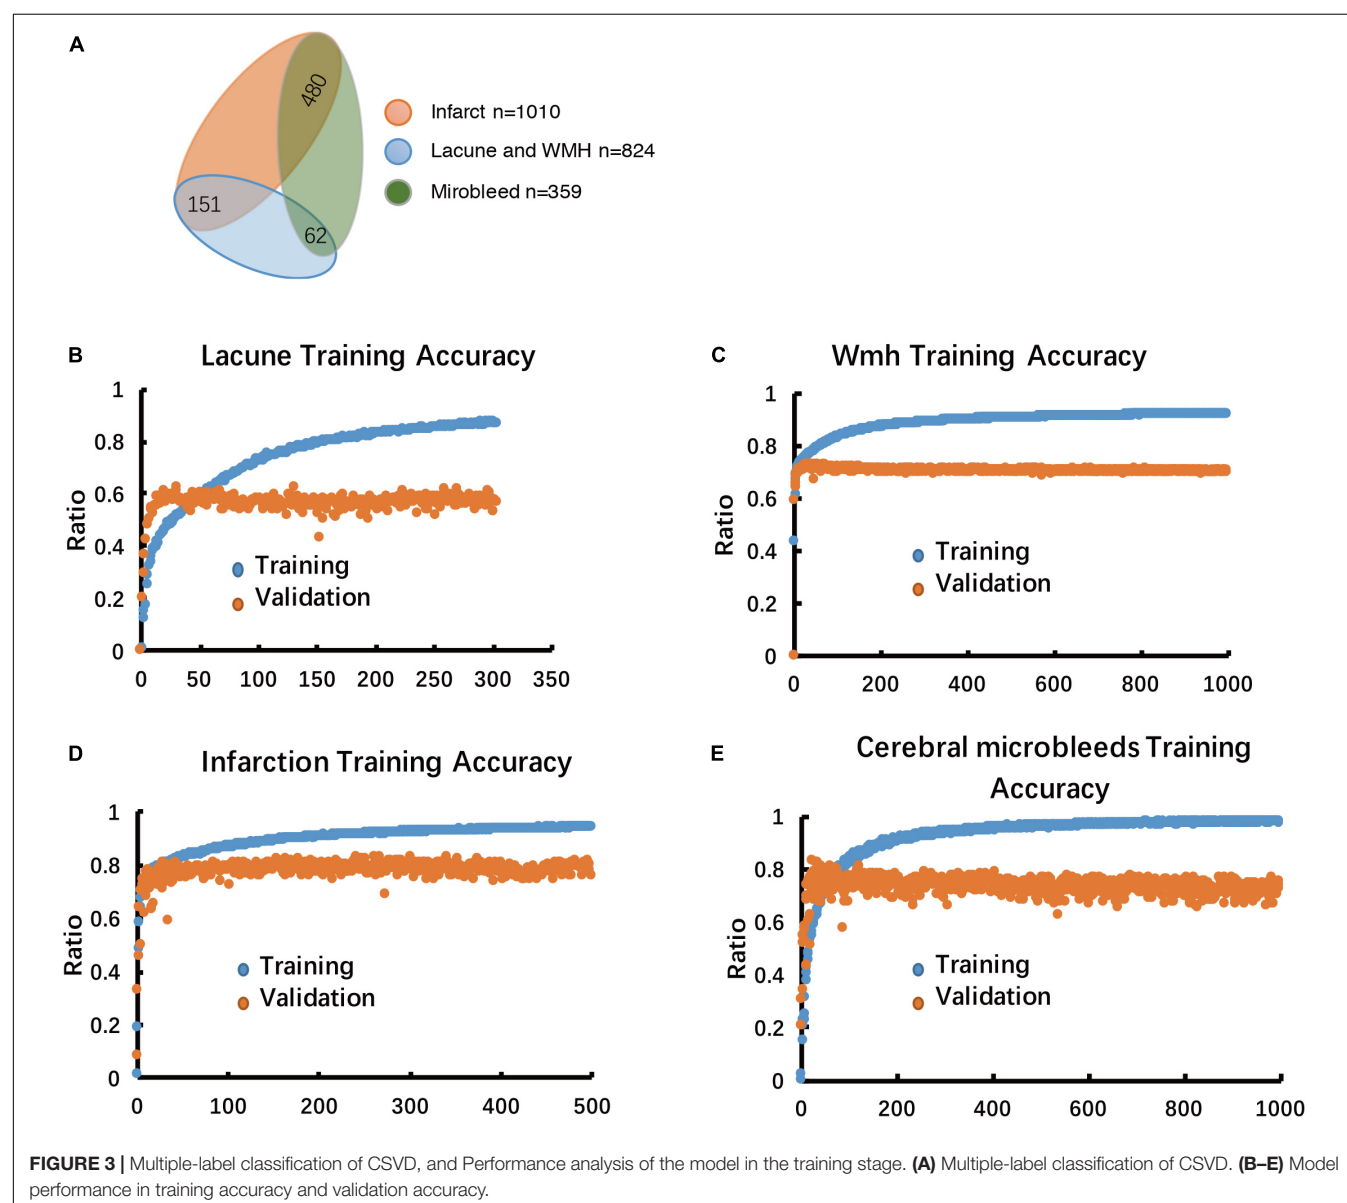 A
480
151
62
Infarct n=1010
Lacune and WMH n=824
Mirobleed n=359
B
Lacune Training Accuracy
Ratio
1
0.8
0.6
0.4
0.2
0
Training
Validation
0 50 100 150 200 250 300 350
C
Wmh Training Accuracy
Ratio
1
0.8
0.6
0.4
0.2
0
Training
Validation
0 200 400 600 800 1000
D
Infarction Training Accuracy
Ratio
1
0.8
0.6
0.4
0.2
0
Training
Validation
0 100 200 300 400 500
E
Cerebral microbleeds Training
Accuracy
Ratio
1
0.8
0.6
0.4
0.2
0
Training
Validation
0 200 400 600 800 1000
FIGURE 3 | Multiple-label classification of CSVD, and Performance analysis of the model in the training stage. (A) Multiple-label classification of CSVD. (B–E) Model
performance in training accuracy and validation accuracy.